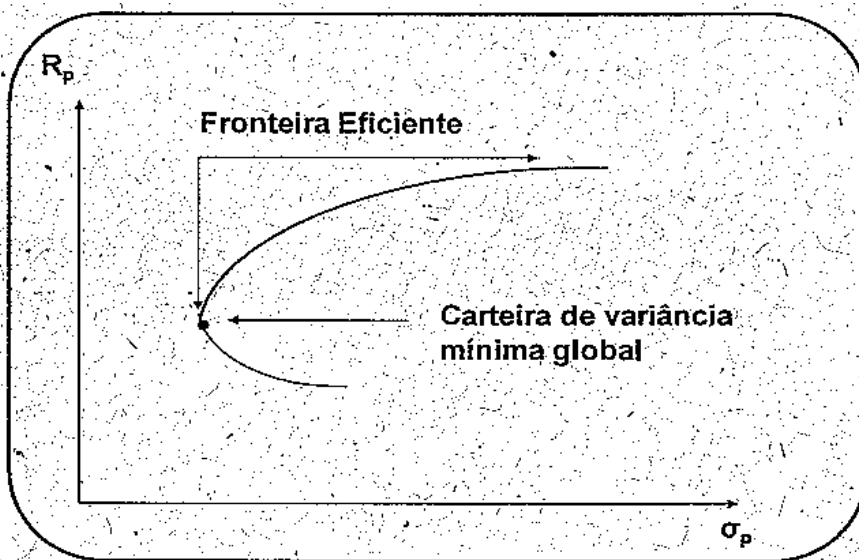 Rp
Fronteira Eficiente
Carteira de variância
mínima global
σp